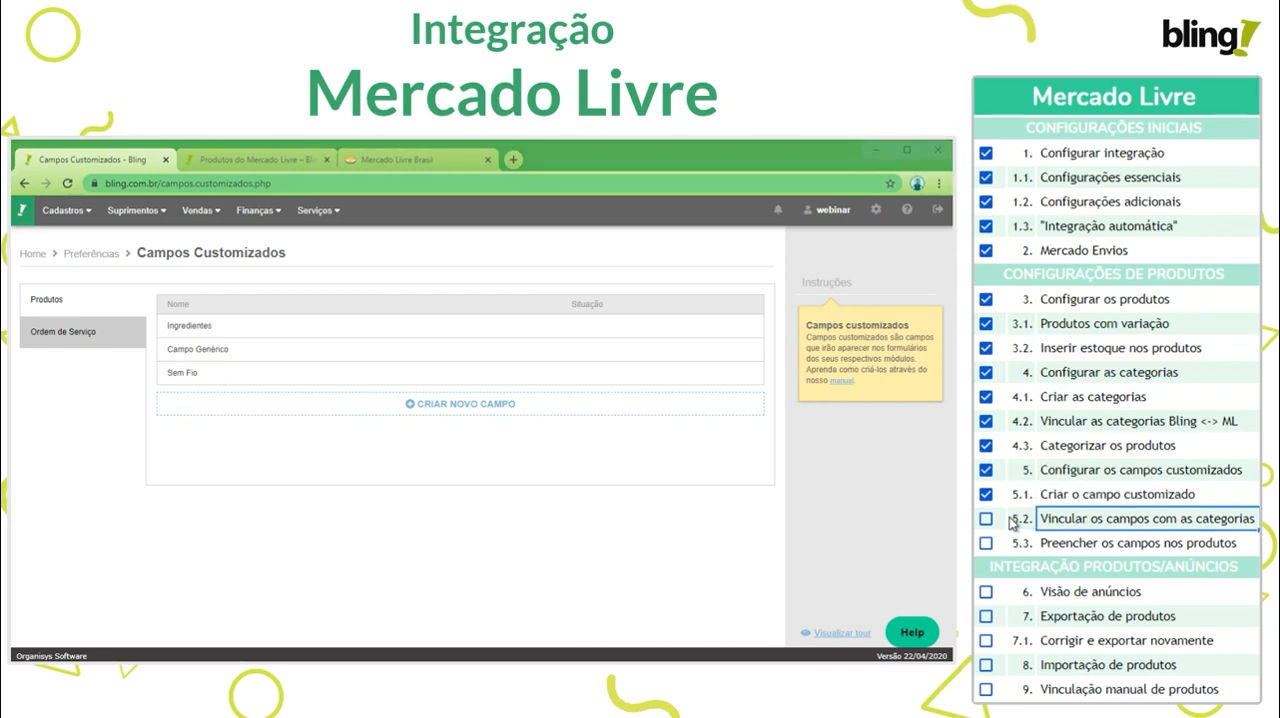 Integração
Mercado Livre
bling!
Campos Customizados - Bling
Produtos do Mercado Livre – Bli
Mercado Livre Brasil
bling.com.br/campos.customizados.php
Cadastros
Suprimentos
Vendas
Finanças
Serviços
webinar
Home > Preferências > Campos Customizados
Produtos
Ordem de Serviço
Nome
Situação
Ingredientes
Campo Genérico
Sem Fio
CRIAR NOVO CAMPO
Instruções
Campos customizados
Campos customizados são campos
que irão aparecer nos formulários
dos seus respectivos módulos.
Aprenda como criá-los através do
nosso manual.
Visualizar tour
Help
Organisys Software
Versão 22/04/2020
Mercado Livre
CONFIGURAÇÕES INICIAIS
1. Configurar integração
1.1. Configurações essenciais
1.2. Configurações adicionais
1.3. "Integração automática"
2. Mercado Envios
CONFIGURAÇÕES DE PRODUTOS
3. Configurar os produtos
3.1. Produtos com variação
3.2. Inserir estoque nos produtos
4. Configurar as categorias
4.1. Criar as categorias
4.2. Vincular as categorias Bling <-> ML
4.3. Categorizar os produtos
5. Configurar os campos customizados
5.1. Criar o campo customizado
5.2. Vincular os campos com as categorias
5.3. Preencher os campos nos produtos
INTEGRAÇÃO PRODUTOS/ANÚNCIOS
6. Visão de anúncios
7. Exportação de produtos
7.1. Corrigir e exportar novamente
8. Importação de produtos
9. Vinculação manual de produtos